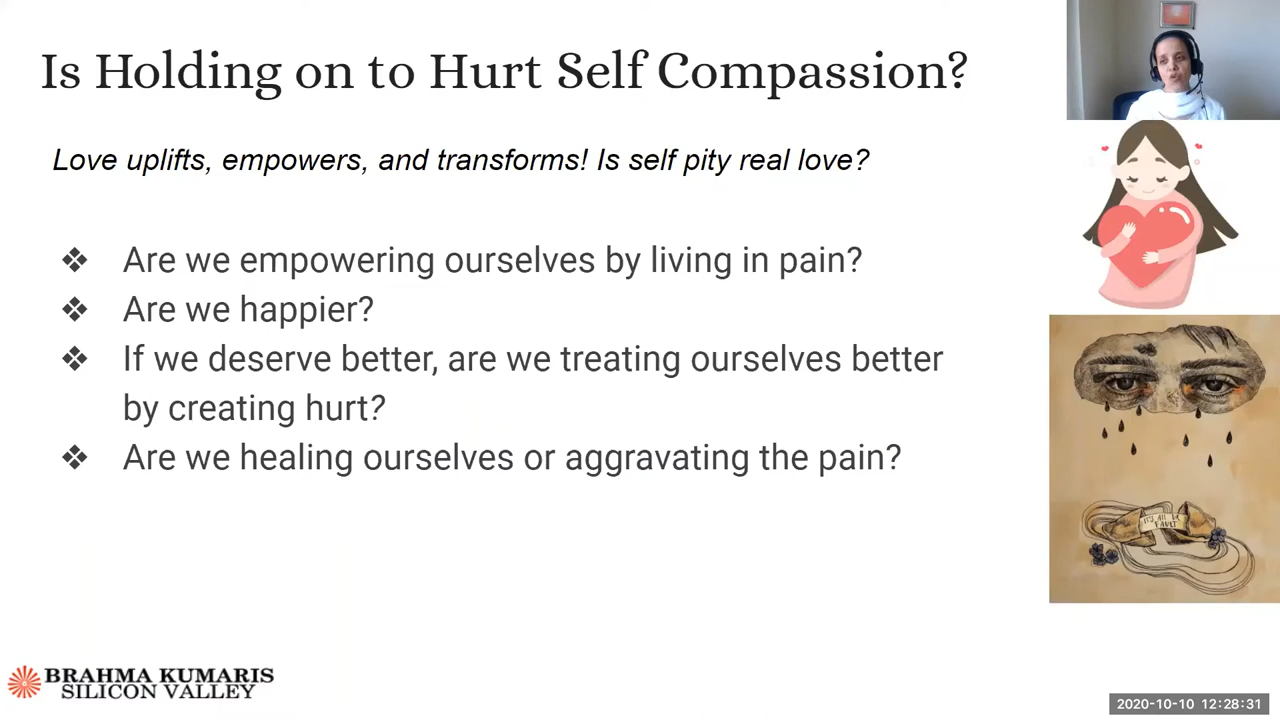 Is Holding on to Hurt Self Compassion?
Love uplifts, empowers, and transforms! Is self pity real love?
❖ Are we empowering ourselves by living in pain?
❖ Are we happier?
❖ If we deserve better, are we treating ourselves better
by creating hurt?
❖ Are we healing ourselves or aggravating the pain?
IT'S ALL
FAULT
BRAHMA KUMARIS
SILICON VALLEY
2020-10-10 12:28:31